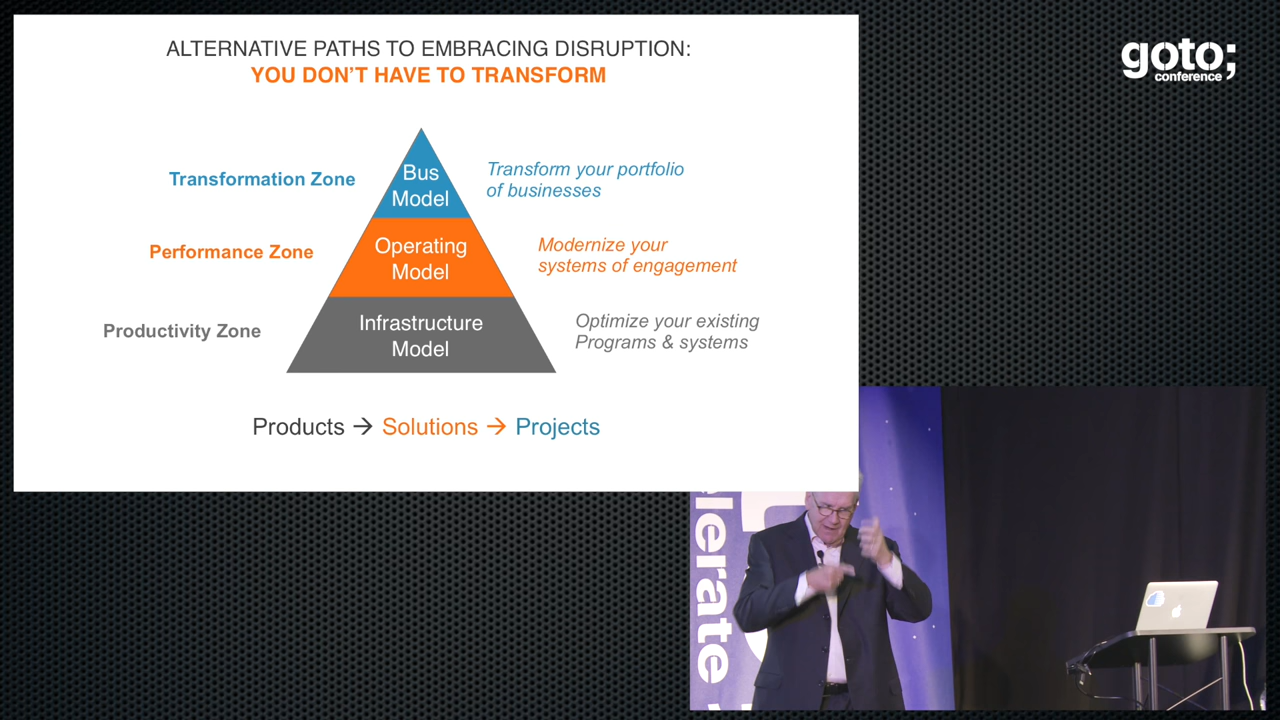 ALTERNATIVE PATHS TO EMBRACING DISRUPTION:
YOU DON'T HAVE TO TRANSFORM
goto;
conference
Transformation Zone
Bus
Model
Transform your portfolio
of businesses
Performance Zone
Operating
Model
Modernize your
systems of engagement
Productivity Zone
Infrastructure
Model
Optimize your existing
Programs & systems
Products → Solutions → Projects
elerate